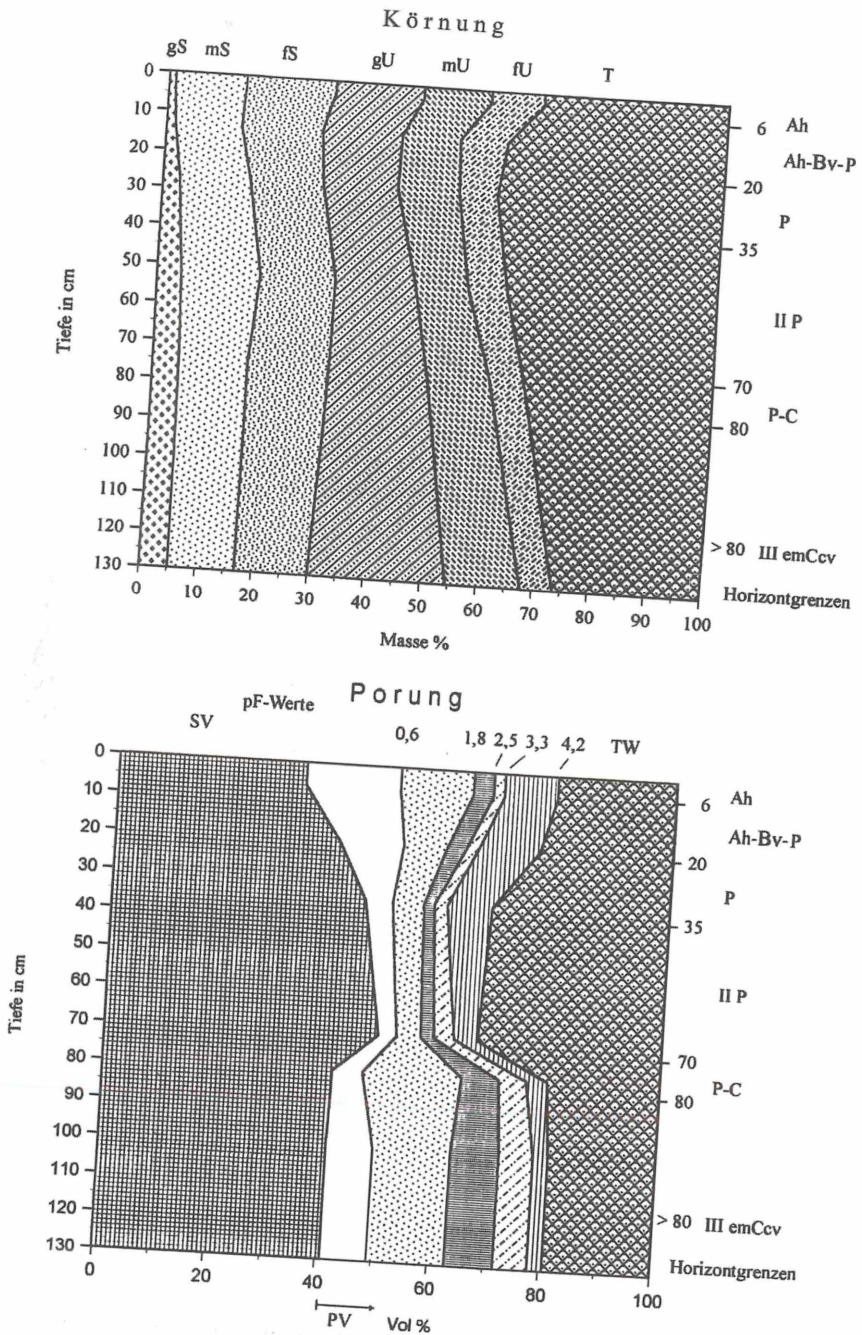 Körnung
gS mS fS gU mU fU T
0
10
20
30
40
50
60
70
80
90
100
110
120
130
Tiefe in cm
6 Ah
Ah-Bv-P
20
P
35
II P
70
P-C
80
> 80 III emCcv
Horizontgrenzen
0 10 20 30 40 50 60 70 80 90 100
Masse %
Porung
pF-Werte
SV 0,6 1,8 2,5 3,3 4,2 TW
0
10
20
30
40
50
60
70
80
90
100
110
120
130
Tiefe in cm
6 Ah
Ah-Bv-P
20
P
35
II P
70
P-C
80
> 80 III emCcv
Horizontgrenzen
0 20 40 60 80 100
PV Vol %